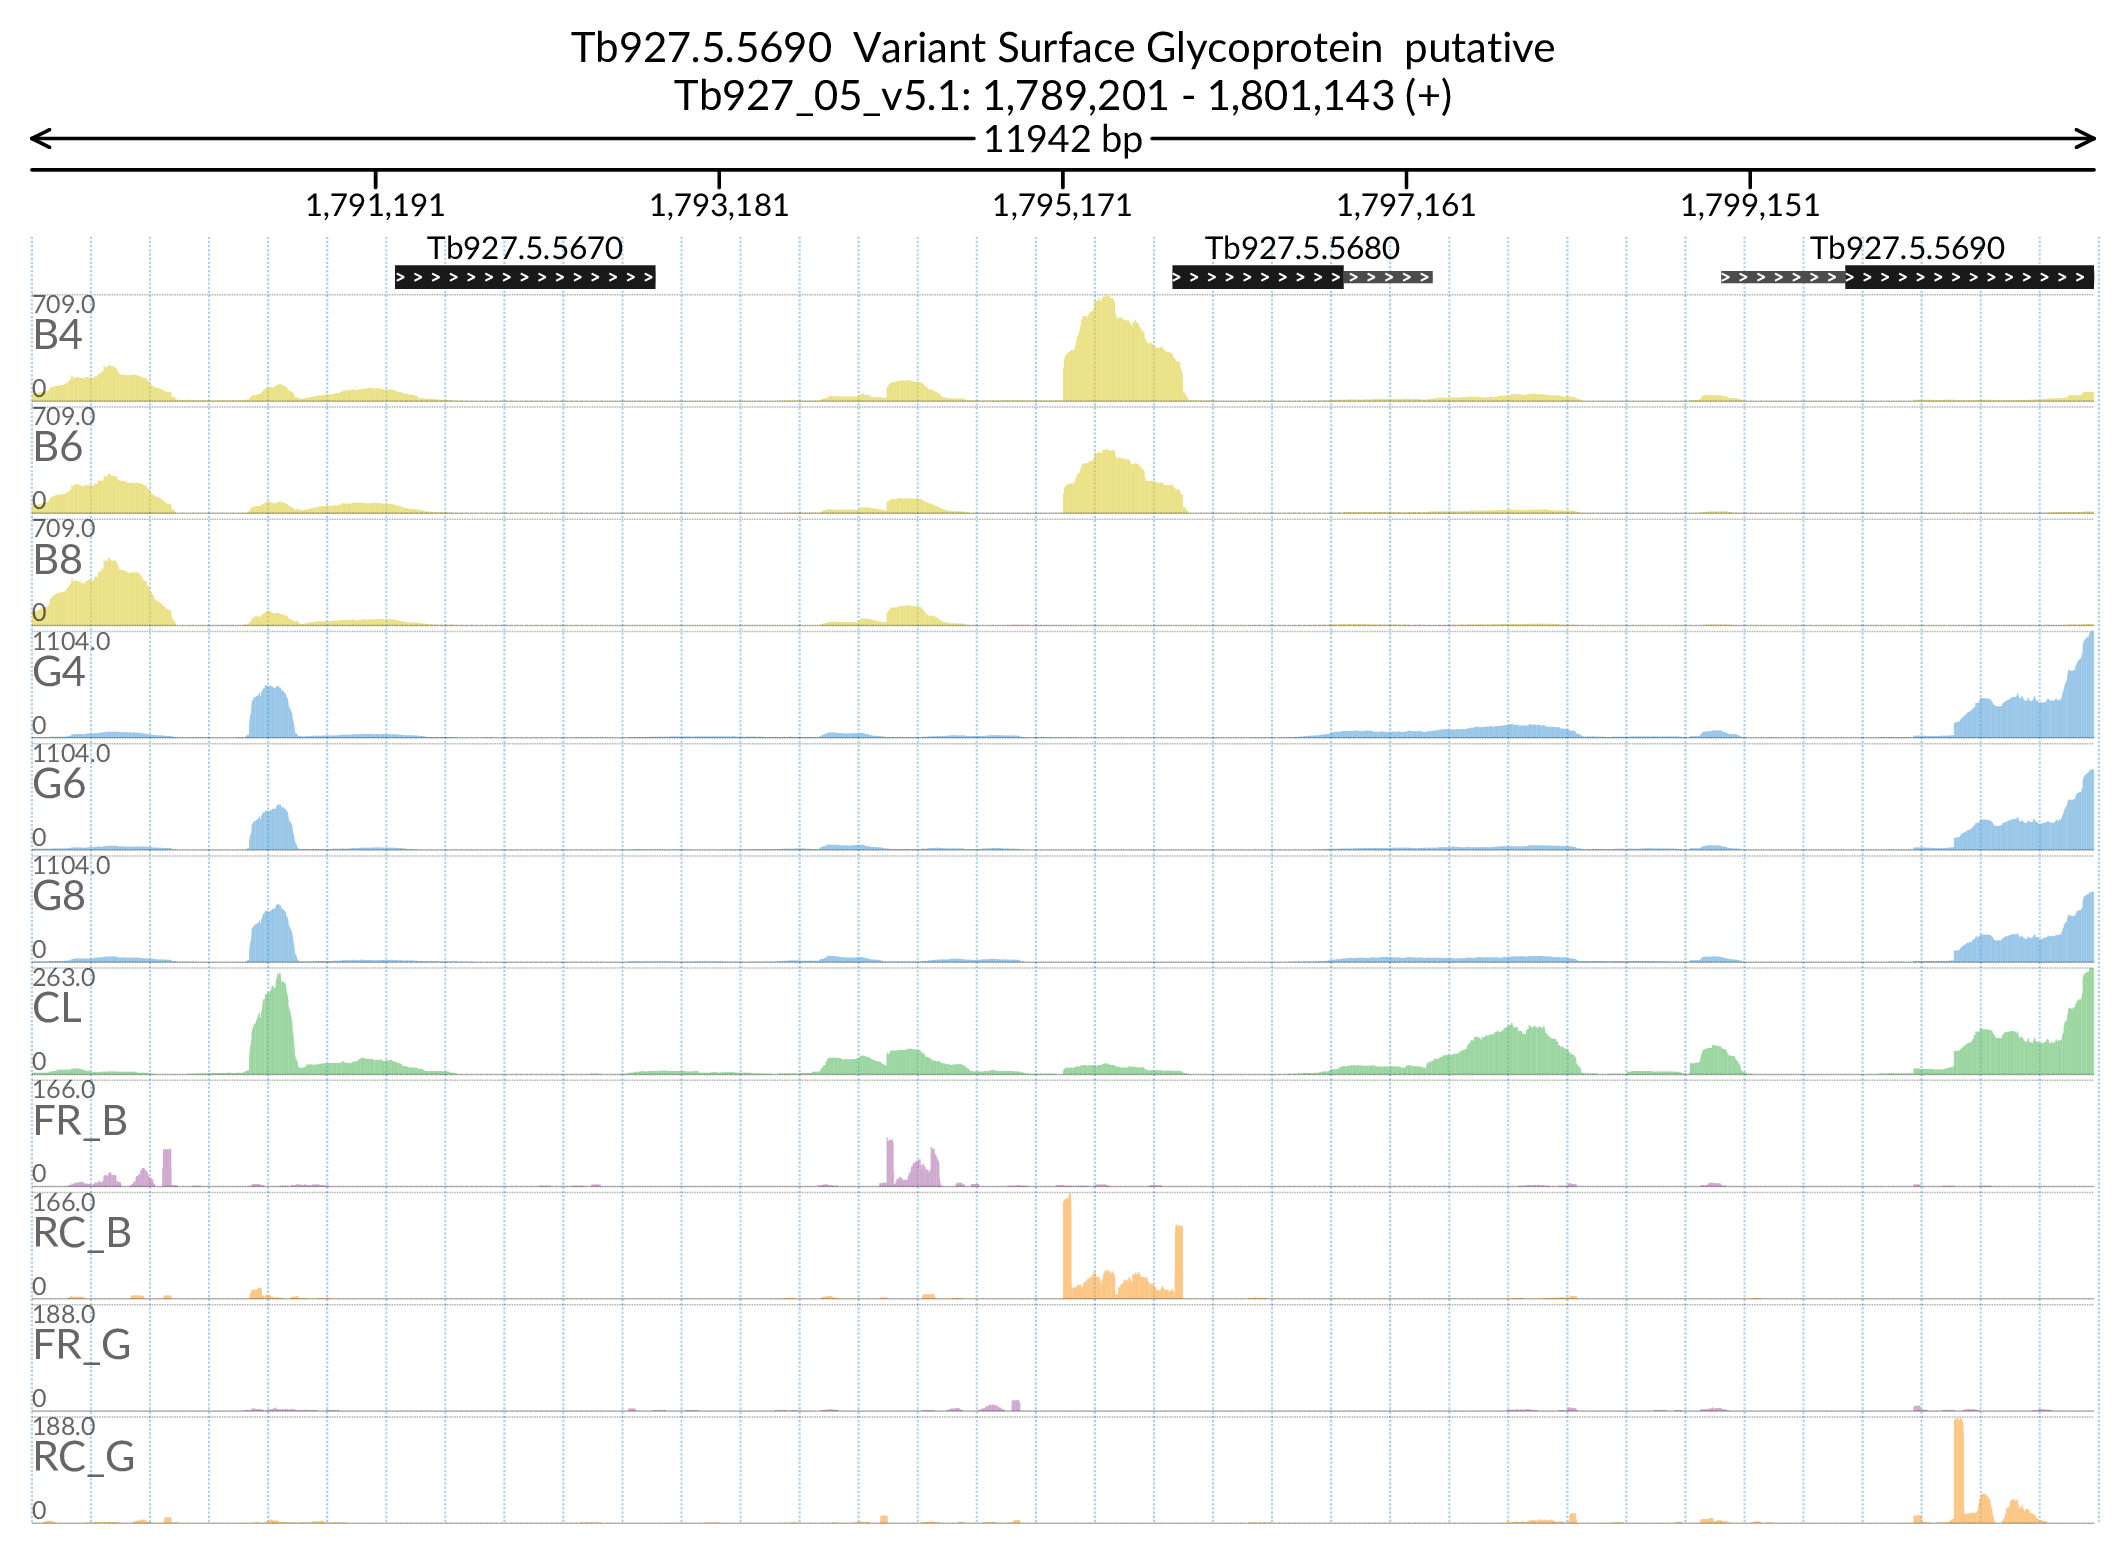 Tb927.5.5690  Variant Surface Glycoprotein  putative
Tb927_05_v5.1: 1,789,201 - 1,801,143 (+)
11942 bp
1,791,191 1,793,181 1,795,171 1,797,161 1,799,151
Tb927.5.5670 Tb927.5.5680 Tb927.5.5690
709.0
B4
0
709.0
B6
0
709.0
B8
0
1104.0
G4
0
1104.0
G6
0
1104.0
G8
0
263.0
CL
0
166.0
FR_B
0
166.0
RC_B
0
188.0
FR_G
0
188.0
RC_G
0